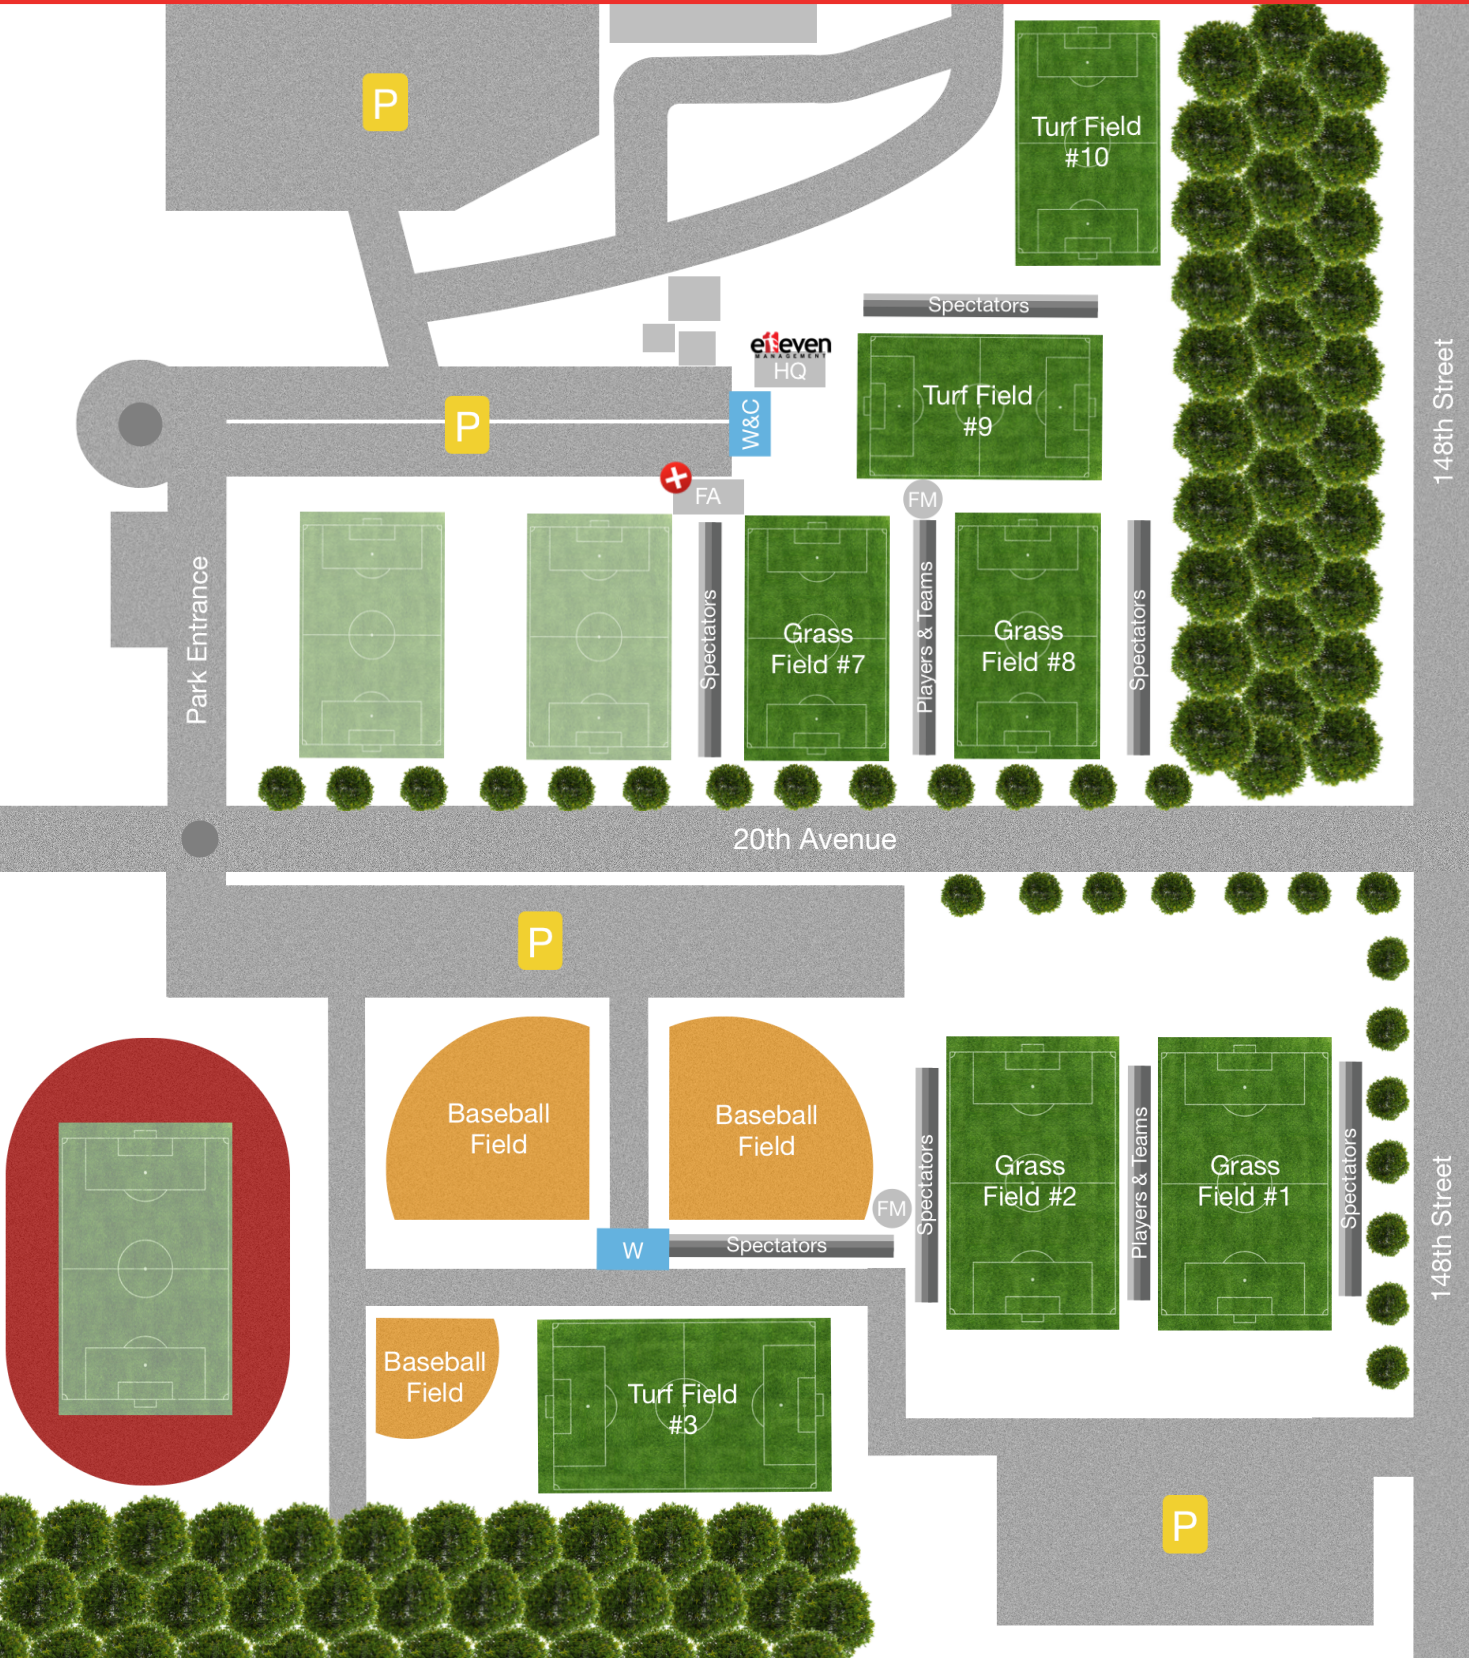 P
Turf Field
#10
Spectators
e11even
MANAGEMENT
HQ
Turf Field
#9
P
W&C
FA
FM
148th Street
Park Entrance
Spectators
Grass
Field #7
Players & Teams
Grass
Field #8
Spectators
20th Avenue
P
Baseball
Field
Baseball
Field
Spectators
Grass
Field #2
Players & Teams
Grass
Field #1
Spectators
148th Street
FM
W
Spectators
Baseball
Field
Turf Field
#3
P